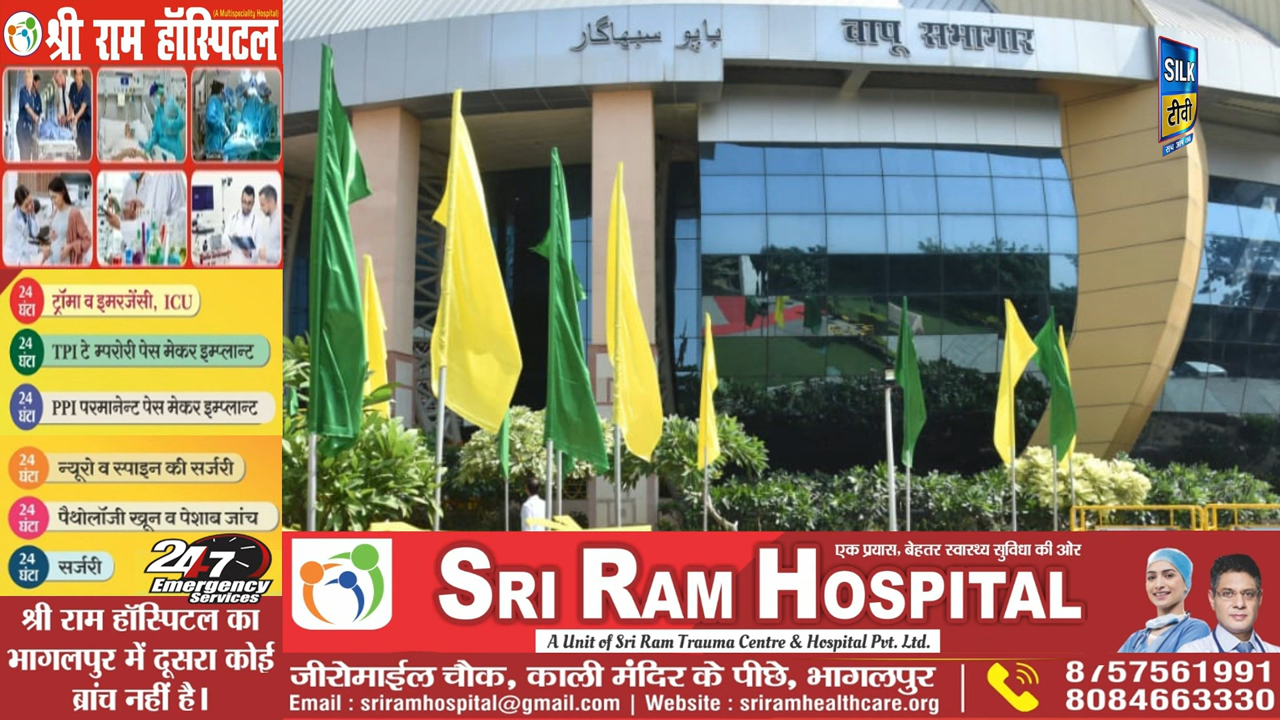 (A Multispeciality Hospital)
श्री राम हॉस्पिटल
24 घंटा
ट्रॉमा व इमरजेंसी, ICU
24 घंटा
TPI टे म्परोरी पेस मेकर इम्प्लान्ट
24 घंटा
PPI परमानेन्ट पेस मेकर इम्प्लान्ट
24 घंटा
न्यूरो व स्पाइन की सर्जरी
24 घंटा
पैथोलॉजी खून व पेशाब जांच
24 घंटा
सर्जरी
24 7
Emergency
Services
श्री राम हॉस्पिटल का
भागलपुर में दूसरा कोई
ब्रांच नहीं है।
باپو سبھاگار
बापू सभागार
SILK
टीवी
एक प्रयास, बेहतर स्वास्थ्य सुविधा की ओर
SRI RAM HOSPITAL
A Unit of Sri Ram Trauma Centre & Hospital Pvt. Ltd.
जीरोमाईल चौक, काली मंदिर के पीछे, भागलपुर
Email : sriramhospital@gmail.com | Website : sriramhealthcare.org
8757561991
8084663330